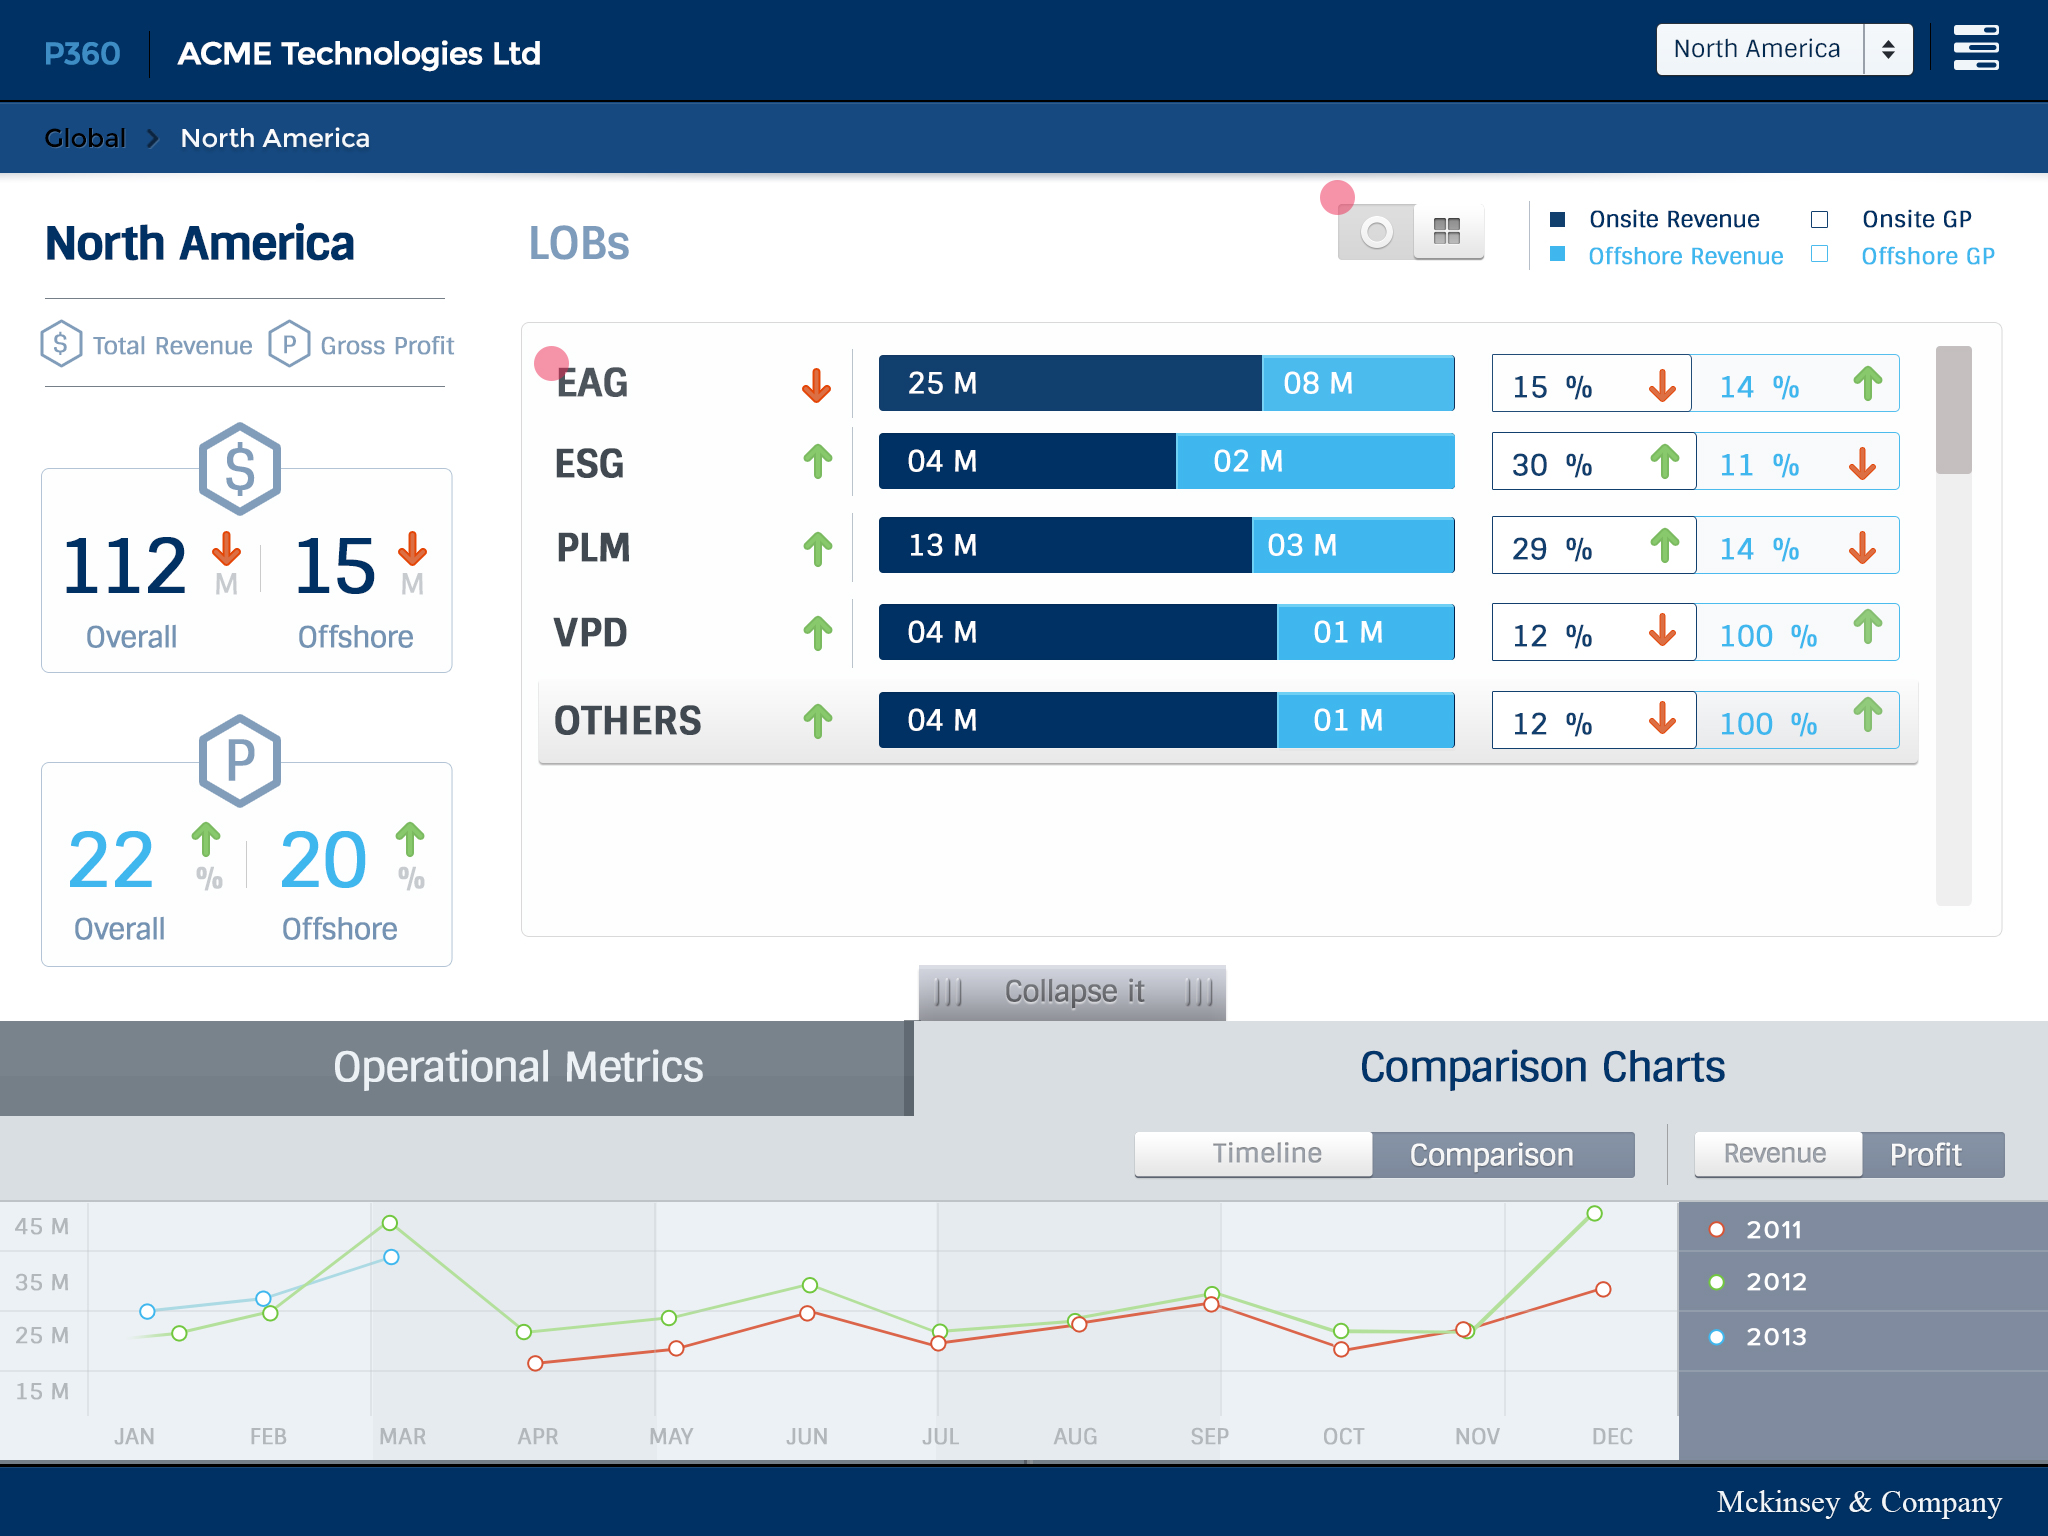 P360 ACME Technologies Ltd North America
Global North America
North America LOBs
Onsite Revenue Onsite GP
Offshore Revenue Offshore GP
$ Total Revenue P Gross Profit
$
112 M 15 M
Overall Offshore
P
22 % 20 %
Overall Offshore
EAG 25 M 08 M 15 % 14 %
ESG 04 M 02 M 30 % 11 %
PLM 13 M 03 M 29 % 14 %
VPD 04 M 01 M 12 % 100 %
OTHERS 04 M 01 M 12 % 100 %
Collapse it
Operational Metrics Comparison Charts
Timeline Comparison Revenue Profit
45 M
35 M
25 M
15 M
JAN FEB MAR APR MAY JUN JUL AUG SEP OCT NOV DEC
2011
2012
2013
Mckinsey & Company